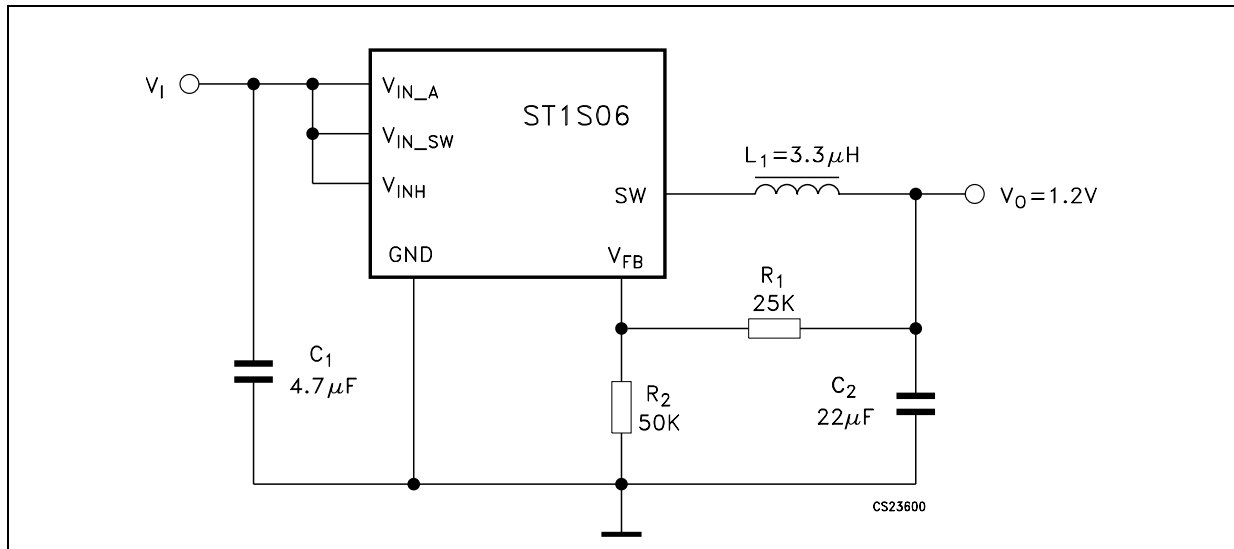 V_I
V_IN_A
V_IN_SW
V_INH
ST1S06
SW
GND
V_FB
L_1=3.3μH
V_O=1.2V
R_1
25K
C_1
4.7μF
R_2
50K
C_2
22μF
CS23600